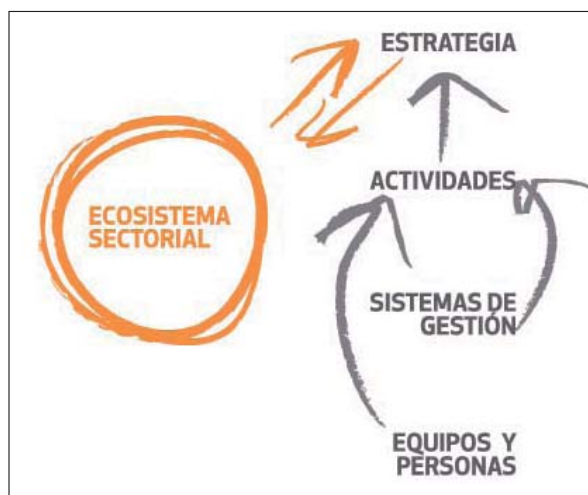 ESTRATEGIA
ACTIVIDADES
ECOSISTEMA
SECTORIAL
SISTEMAS DE
GESTIÓN
EQUIPOS Y
PERSONAS